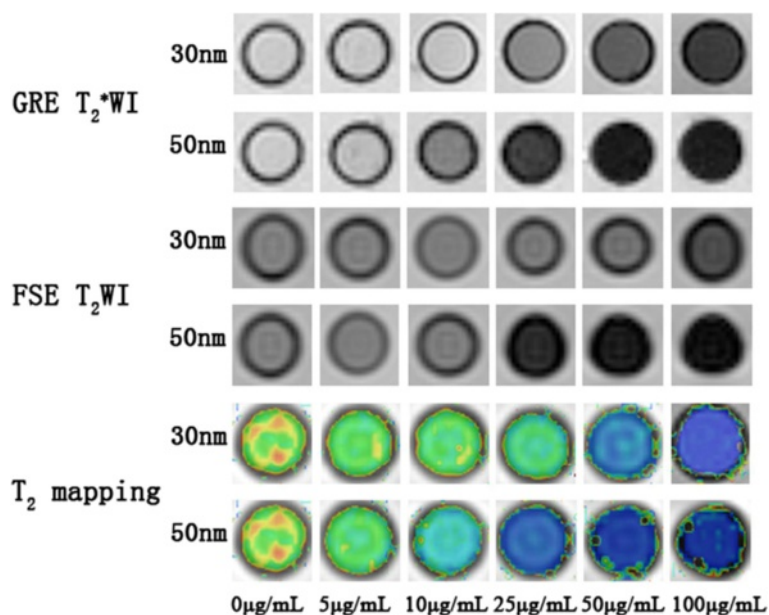 30nm
GRE T₂*WI
50nm
30nm
FSE T₂WI
50nm
30nm
T₂ mapping
50nm
0μg/mL 5μg/mL 10μg/mL 25μg/mL 50μg/mL 100μg/mL